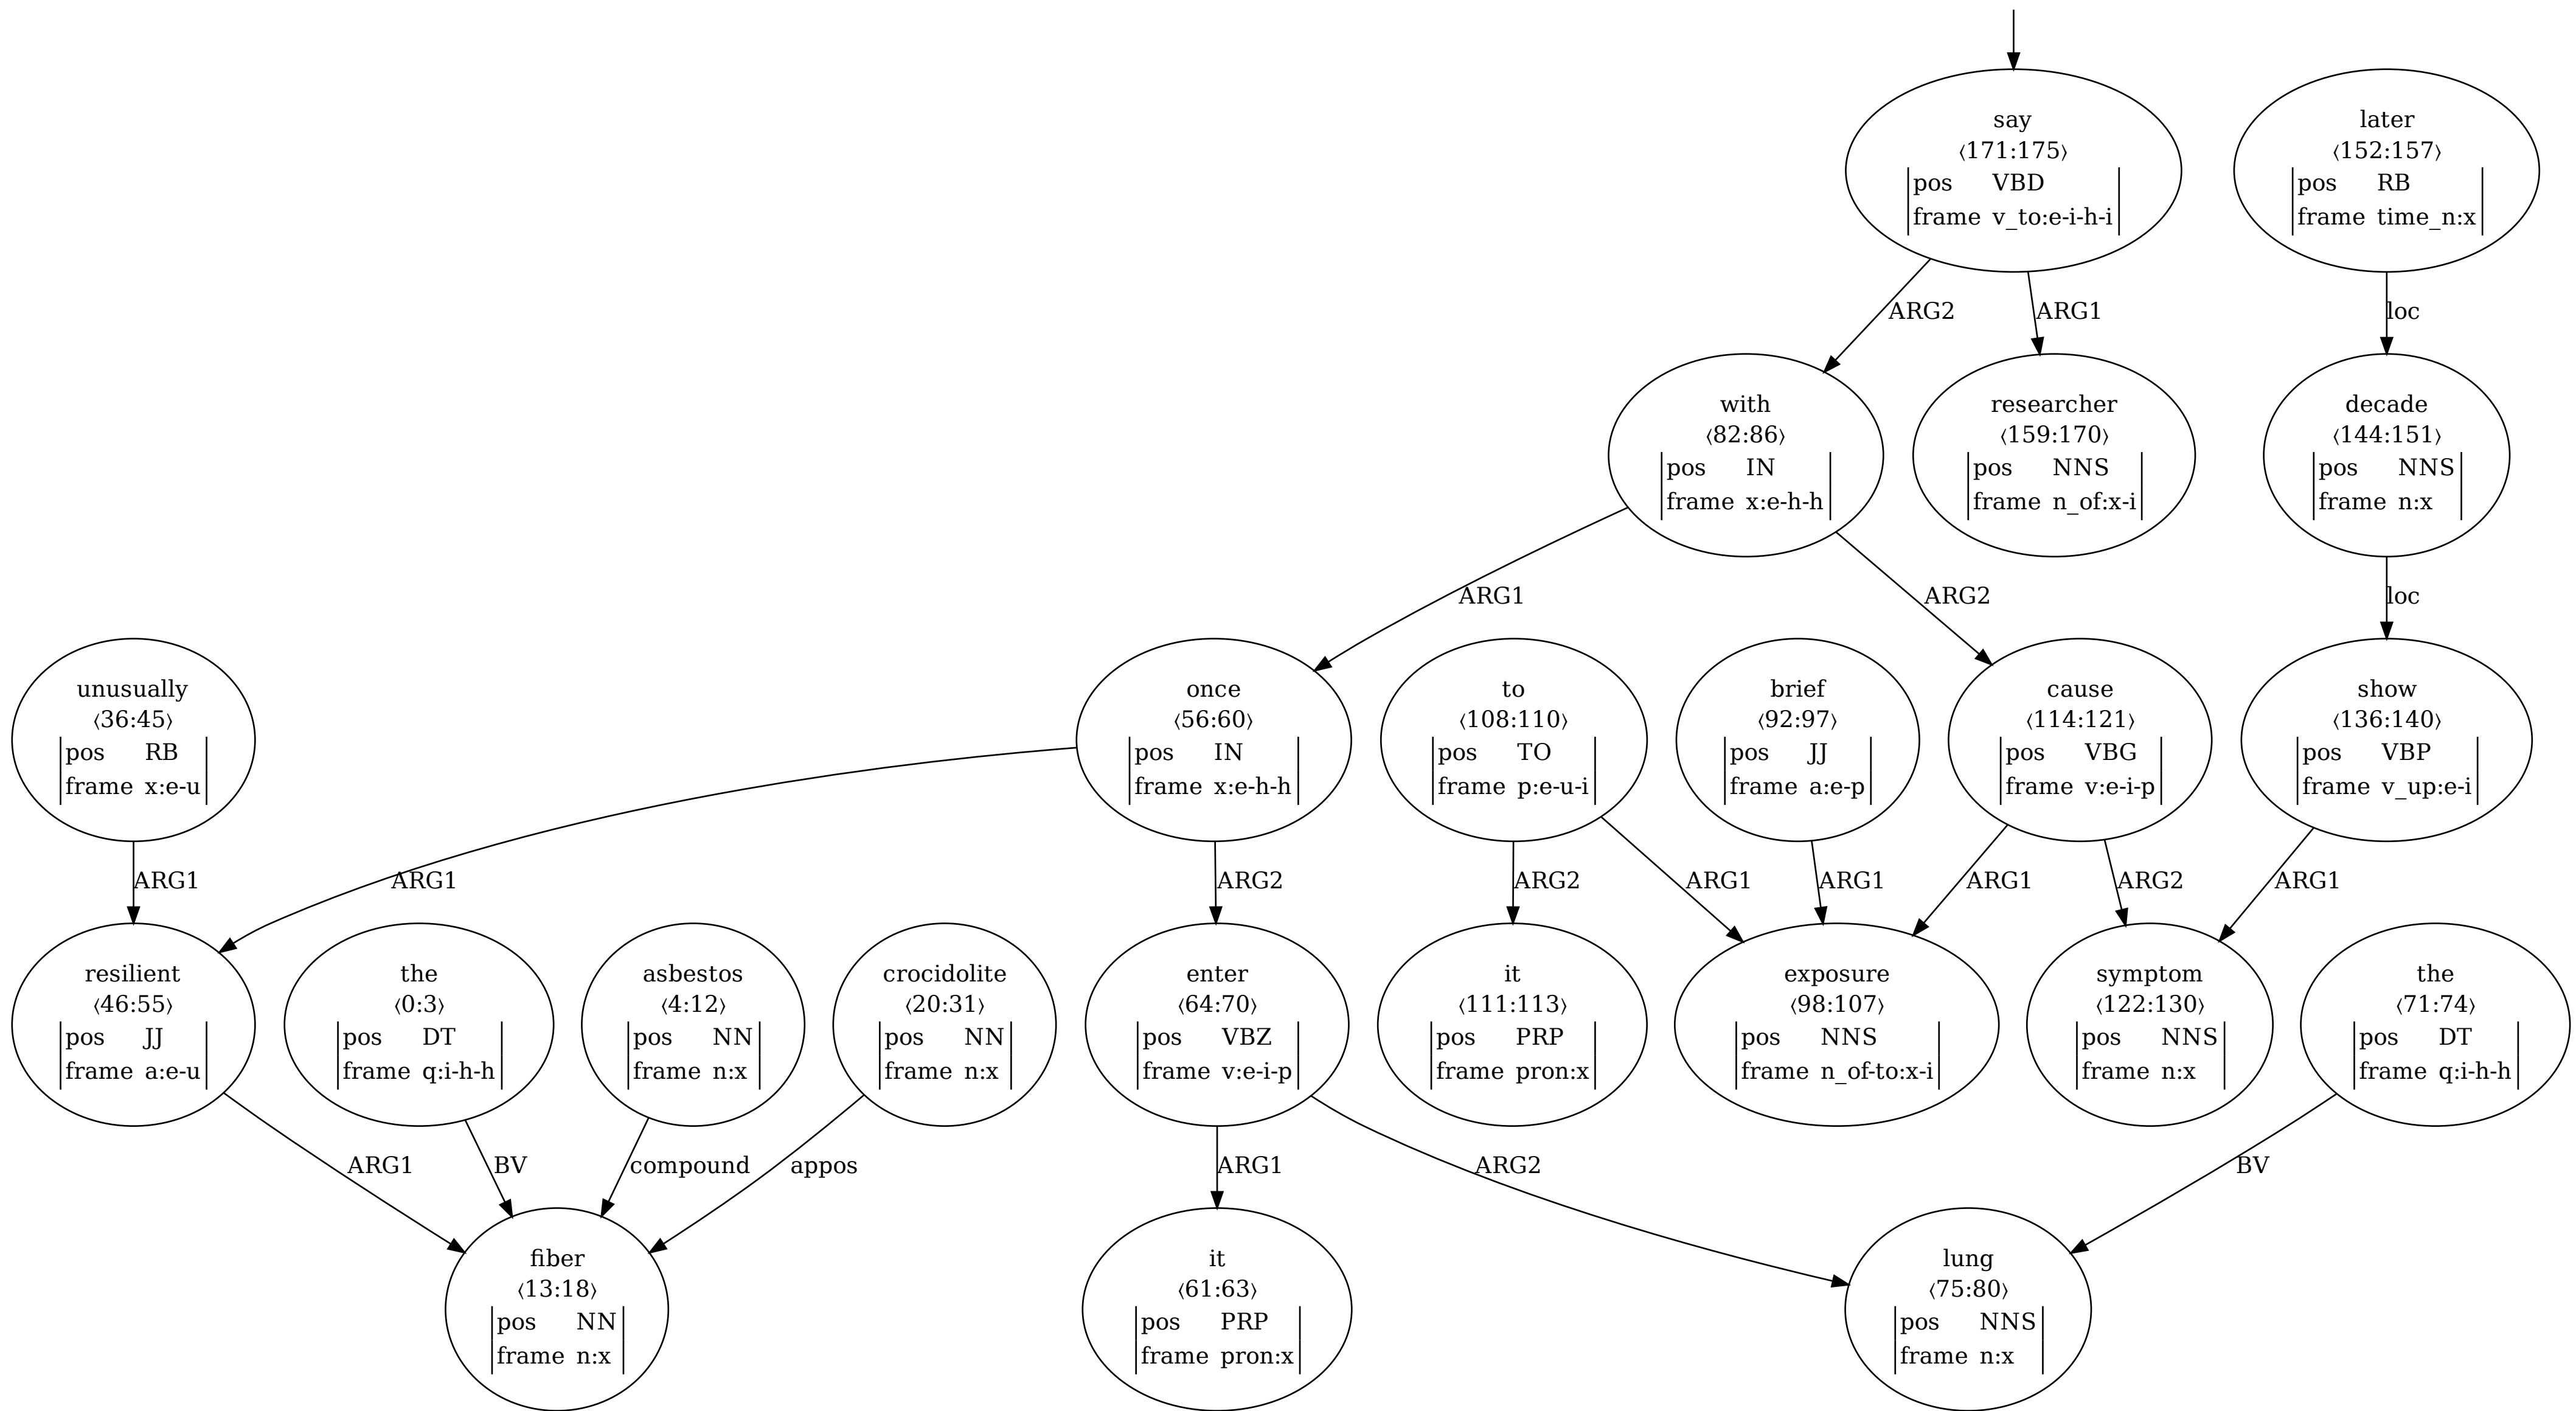 say
⟨171:175⟩
pos VBD
frame v_to:e-i-h-i
later
⟨152:157⟩
pos RB
frame time_n:x
ARG2
ARG1
loc
with
⟨82:86⟩
pos IN
frame x:e-h-h
researcher
⟨159:170⟩
pos NNS
frame n_of:x-i
decade
⟨144:151⟩
pos NNS
frame n:x
ARG1
ARG2
loc
unusually
⟨36:45⟩
pos RB
frame x:e-u
once
⟨56:60⟩
pos IN
frame x:e-h-h
to
⟨108:110⟩
pos TO
frame p:e-u-i
brief
⟨92:97⟩
pos JJ
frame a:e-p
cause
⟨114:121⟩
pos VBG
frame v:e-i-p
show
⟨136:140⟩
pos VBP
frame v_up:e-i
ARG1
ARG1
ARG2
ARG2
ARG1
ARG1
ARG1
ARG2
ARG1
resilient
⟨46:55⟩
pos JJ
frame a:e-u
the
⟨0:3⟩
pos DT
frame q:i-h-h
asbestos
⟨4:12⟩
pos NN
frame n:x
crocidolite
⟨20:31⟩
pos NN
frame n:x
enter
⟨64:70⟩
pos VBZ
frame v:e-i-p
it
⟨111:113⟩
pos PRP
frame pron:x
exposure
⟨98:107⟩
pos NNS
frame n_of-to:x-i
symptom
⟨122:130⟩
pos NNS
frame n:x
the
⟨71:74⟩
pos DT
frame q:i-h-h
ARG1
BV
compound
appos
ARG1
ARG2
BV
fiber
⟨13:18⟩
pos NN
frame n:x
it
⟨61:63⟩
pos PRP
frame pron:x
lung
⟨75:80⟩
pos NNS
frame n:x